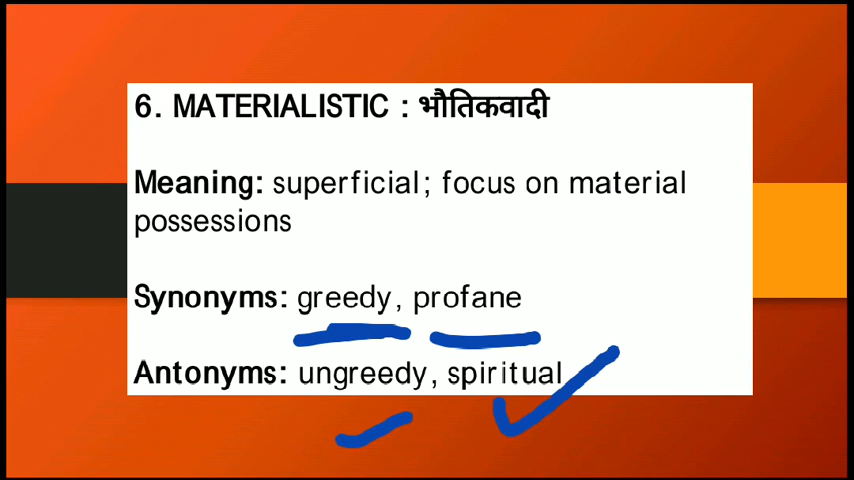 6. MATERIALISTIC : भौतिकवादी
Meaning: superficial; focus on material
possessions
Synonyms: greedy, profane
Antonyms: ungreedy, spiritual